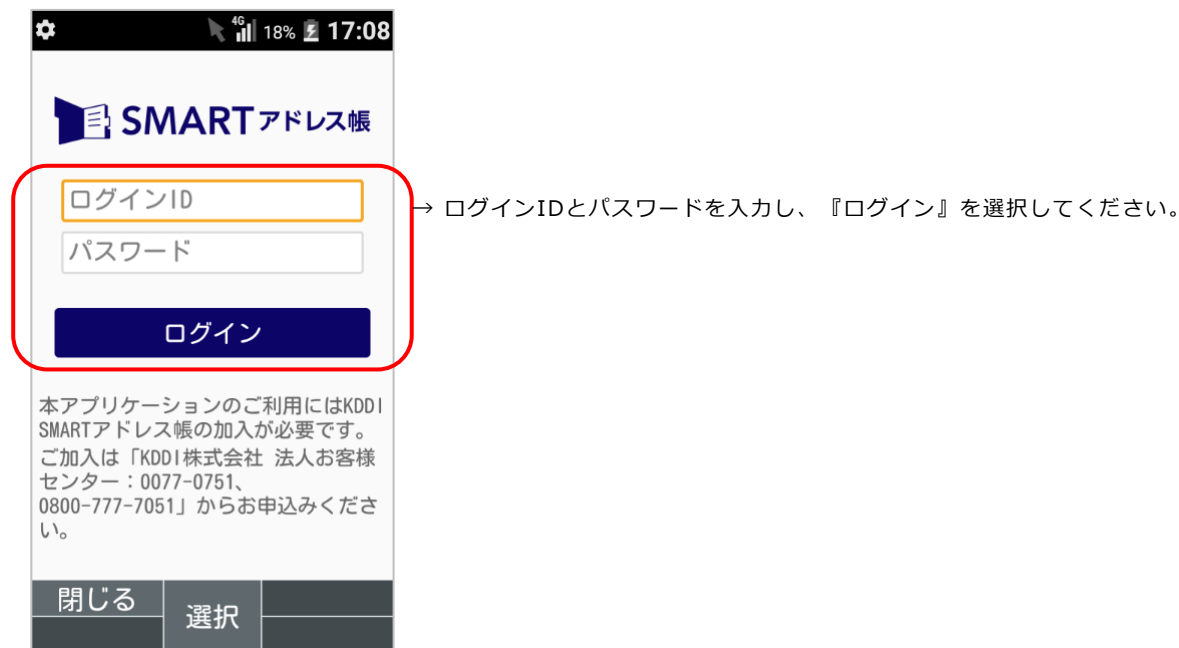 4G 18% 17:08
SMARTアドレス帳
ログインID
→ ログインIDとパスワードを入力し、『ログイン』を選択してください。
パスワード
ログイン
本アプリケーションのご利用にはKDDI
SMARTアドレス帳の加入が必要です。
ご加入は「KDDI株式会社 法人お客様
センター：0077-0751、
0800-777-7051」からお申込みくださ
い。
閉じる
選択